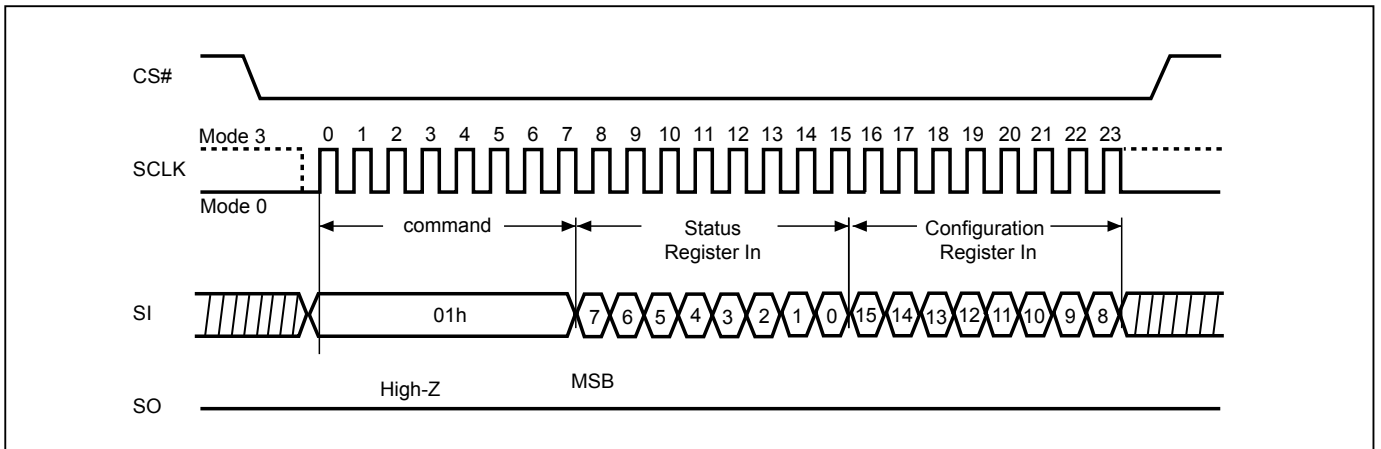 CS#
Mode 3
0 1 2 3 4 5 6 7 8 9 10 11 12 13 14 15 16 17 18 19 20 21 22 23
SCLK
Mode 0
command
Status
Register In
Configuration
Register In
SI
01h
7 6 5 4 3 2 1 0 15 14 13 12 11 10 9 8
High-Z
MSB
SO